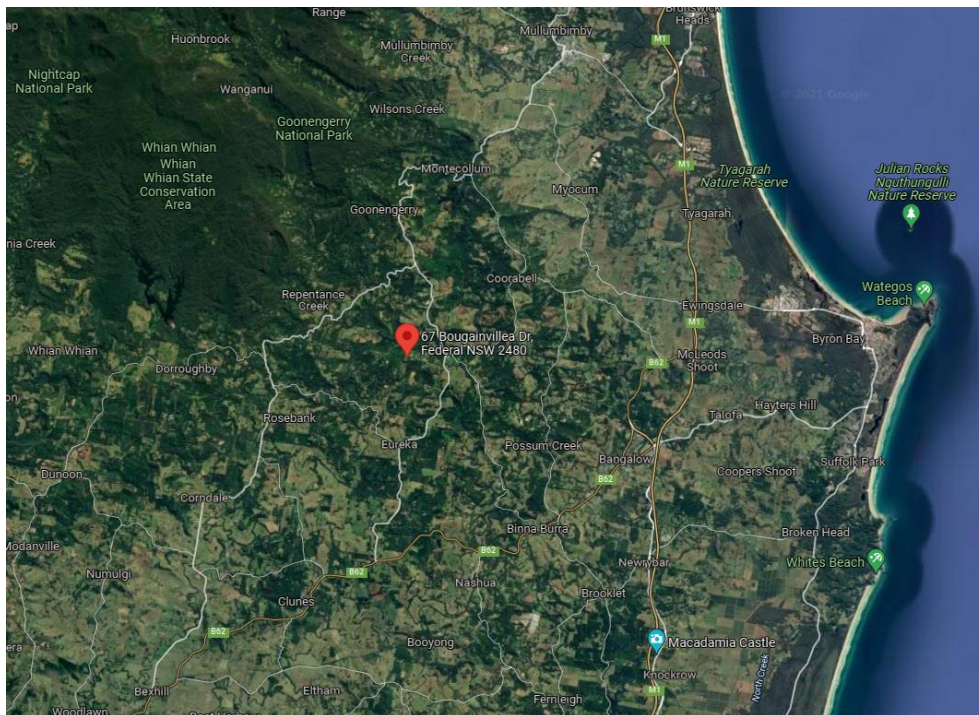 Range
Brunswick
Heads
Huonbrook
Mullumbimby
M1
Mullumbimby
Creek
Nightcap
National Park
Wanganui
© 2021 Google
Wilsons Creek
Goonengerry
National Park
Whian Whian
Whian
Whian State
Conservation
Area
Montecollum
M1
Tyagarah
Nature Reserve
Julian Rocks
Nguthungulli
Nature Reserve
Myocum
Goonengerry
Tyagarah
nia Creek
Coorabell
Repentance
Creek
Wategos
Beach
Ewingsdale
M1
67 Bougainvillea Dr,
Federal NSW 2480
Byron Bay
Whian Whian
McLeods
Shoot
B62
Dorroughby
Hayters Hill
Talofa
Rosebank
Eureka
Possum Creek
Bangalow
Suffolk Park
Coopers Shoot
Dunoon
B62
Corndale
Binna Burra
Broken Head
Modanville
B62
Newrybar
Whites Beach
Numulgi
B62
Nashua
Brooklet
Clunes
B62
Booyong
Macadamia Castle
Knockrow
North Creek
Bexhill
Eltham
M1
Fernleigh
Woodlawn